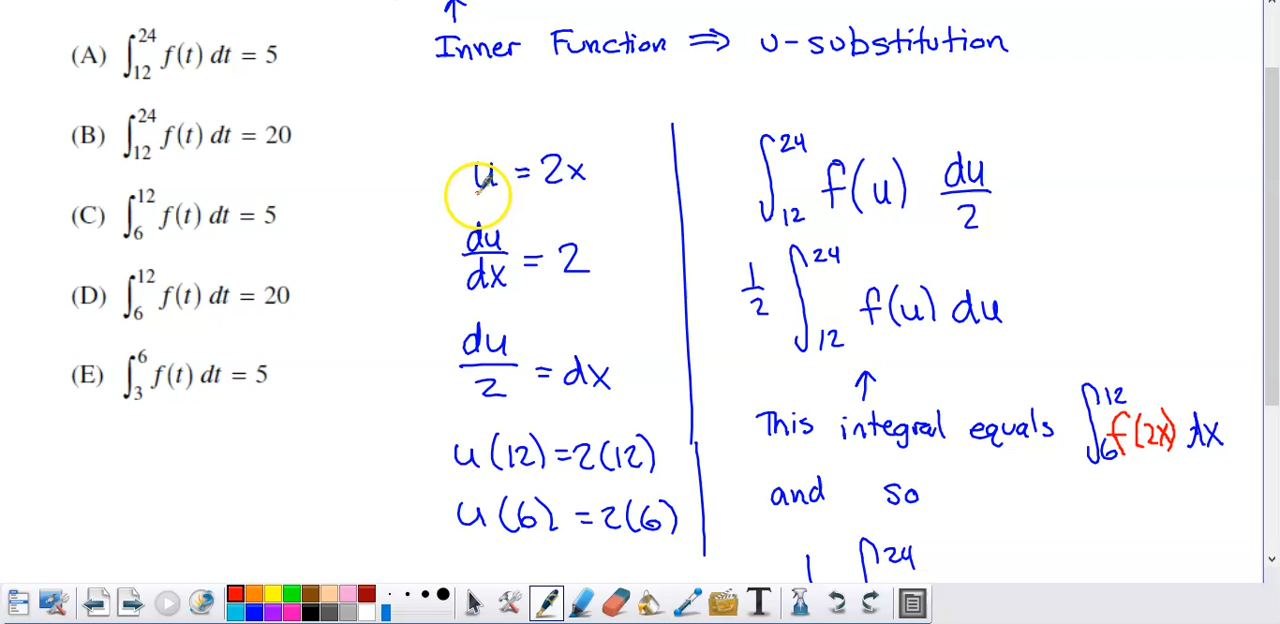 Inner Function ⇒ u-substitution
(A) ∫₁₂²⁴ f(t) dt = 5
(B) ∫₁₂²⁴ f(t) dt = 20
(C) ∫₆¹² f(t) dt = 5
(D) ∫₆¹² f(t) dt = 20
(E) ∫₃⁶ f(t) dt = 5
u = 2x
du/dx = 2
du/2 = dx
u(12) = 2(12)
u(6) = 2(6)
∫₁₂²⁴ f(u) du/2
1/2 ∫₁₂²⁴ f(u) du
↑
This integral equals ∫₆¹² f(2x) dx
and so
∫²⁴
T